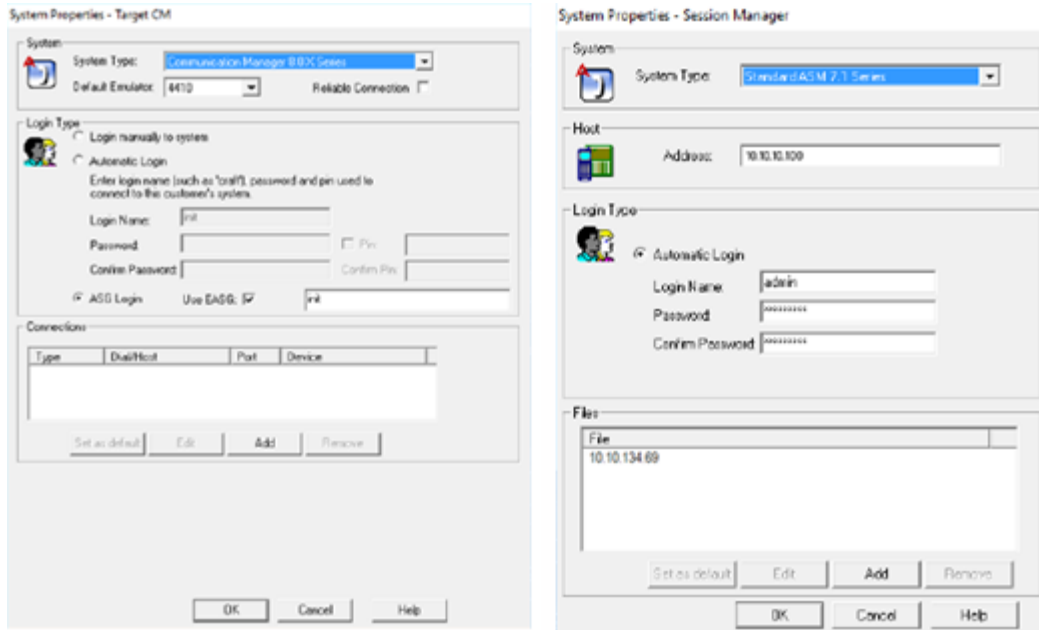 System Properties - Target CM
System
System Type: Communication Manager 8.0.X Series
Default Emulator: 4410 Reliable Connection
Login Type
Login manually to system
Automatic Login
Enter login name (such as "craft"), password and pin used to
connect to this customer's system.
Login Name: init
Password Pin:
Confirm Password: Confirm Pin:
ASG Login Use EASG: init
Connections
Type Dial/Host Port Device
Set as default Edit Add Remove
OK Cancel Help
System Properties - Session Manager
System
System Type: Standard ASM 7.1 Series
Host
Address: 10.10.10.100
Login Type
Automatic Login
Login Name: admin
Password *********
Confirm Password *********
Files
File
10.10.134.69
Set as default Edit Add Remove
OK Cancel Help